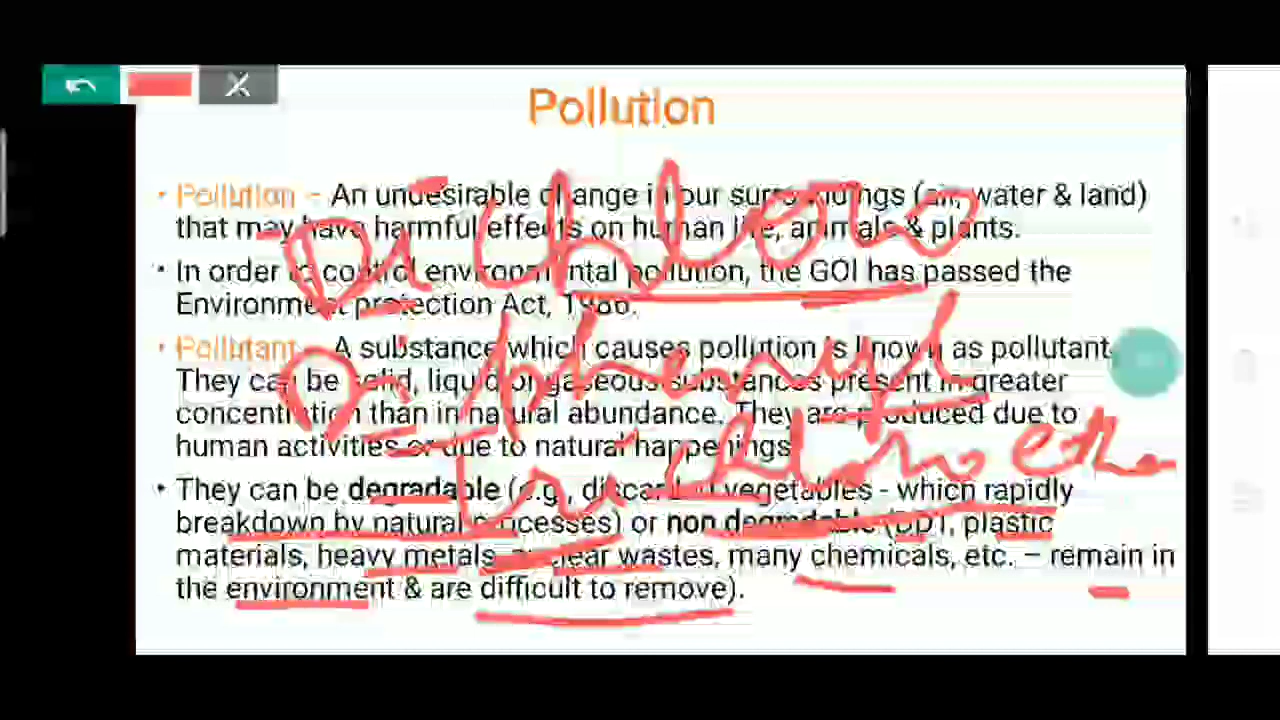 Pollution
• Pollution – An undesirable change in our surroundings (air, water & land)
that may have harmful effects on human life, animals & plants.
• In order to control environmental pollution, the GOI has passed the
Environment protection Act, 1986.
• Pollutant – A substance which causes pollution is known as pollutant.
They can be solid, liquid or gaseous substances present in greater
concentration than in natural abundance. They are produced due to
human activities or due to natural happenings.
• They can be degradable (e.g., discarded vegetables - which rapidly
breakdown by natural processes) or non degradable (DDT, plastic
materials, heavy metals, nuclear wastes, many chemicals, etc. – remain in
the environment & are difficult to remove).
Dichloro
Diphenyl